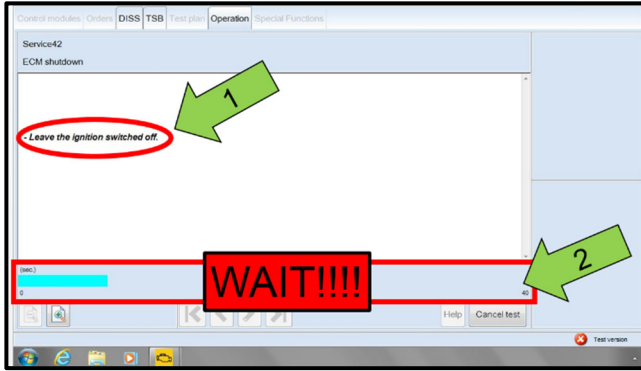 Control modules Orders DISS TSB Test plan Operation Special Functions
Service42
ECM shutdown
1
- Leave the ignition switched off.
2
(sec.)
WAIT!!!!
0 40
Help Cancel test
Test version